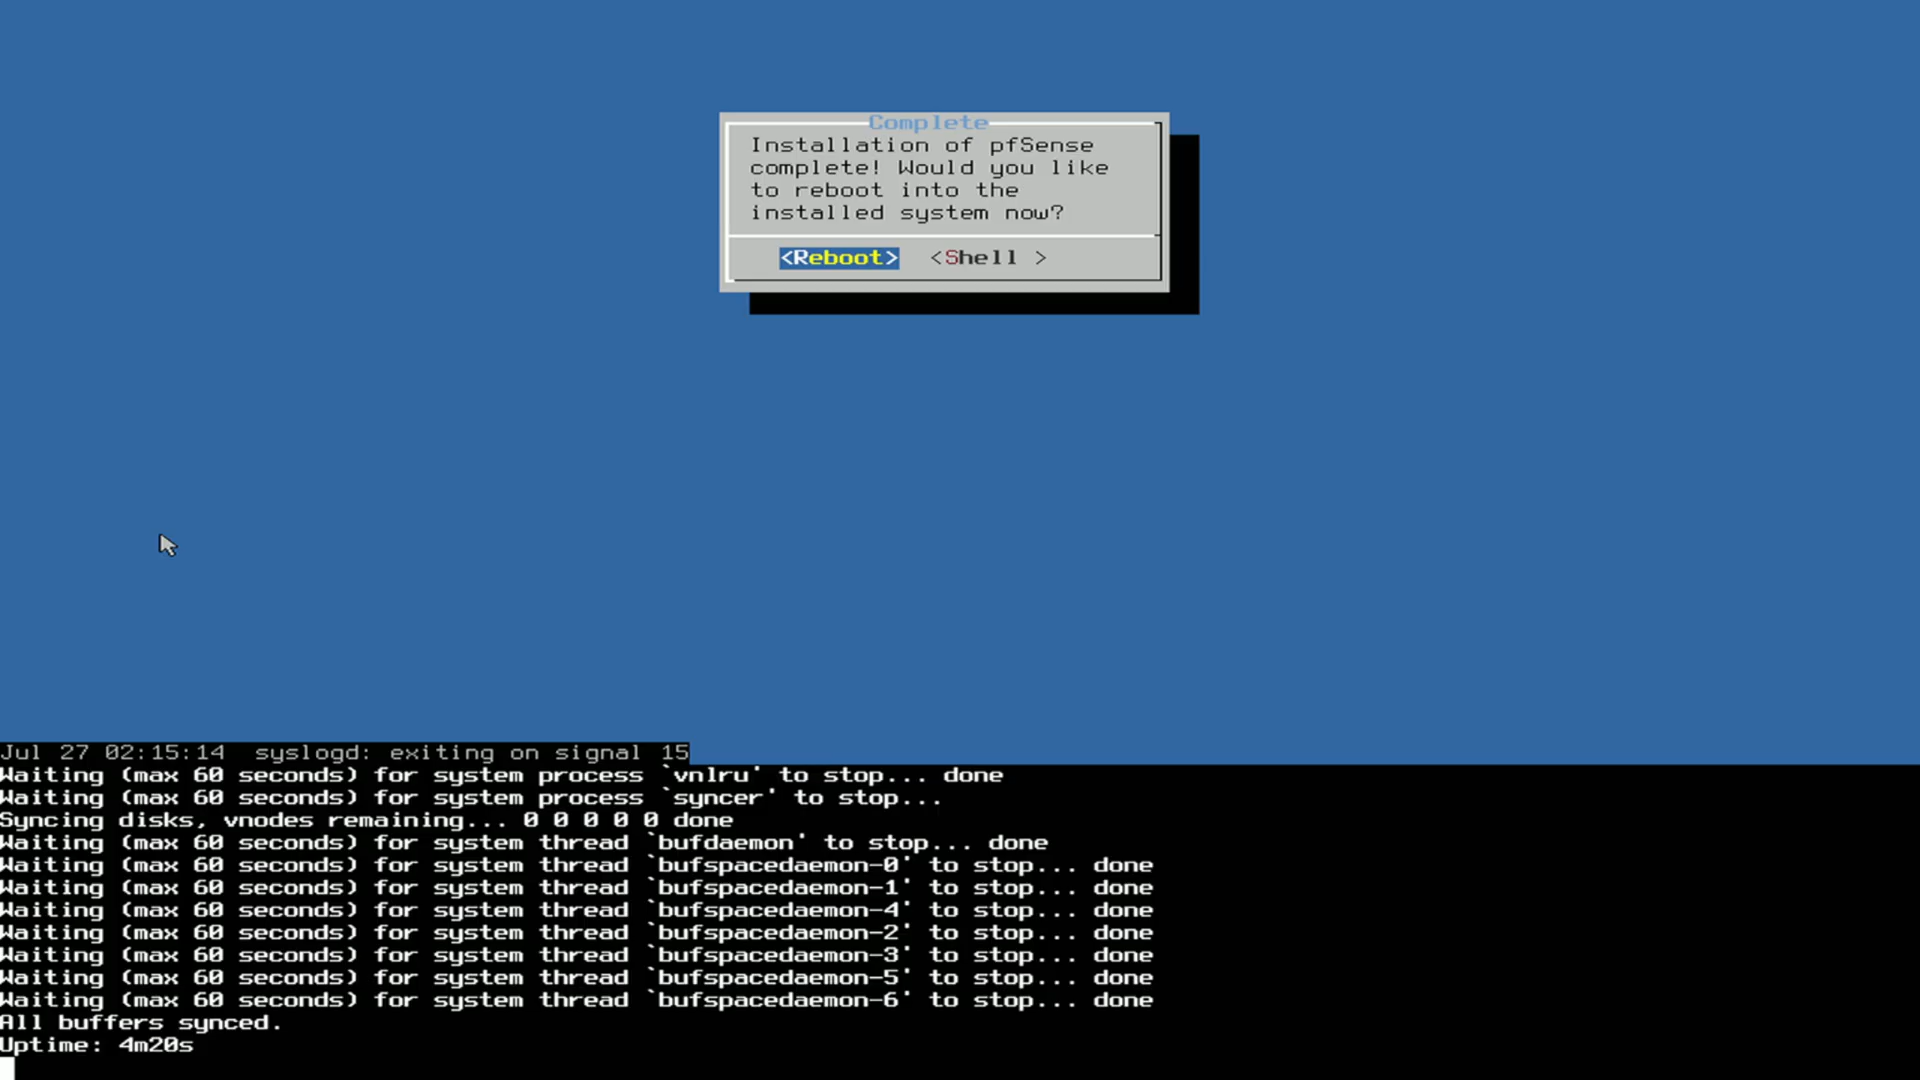 Complete
Installation of pfSense
complete! Would you like
to reboot into the
installed system now?
<Reboot> <Shell >
Jul 27 02:15:14 syslogd: exiting on signal 15
Waiting (max 60 seconds) for system process `vnlru' to stop... done
Waiting (max 60 seconds) for system process `syncer' to stop...
Syncing disks, vnodes remaining... 0 0 0 0 0 done
Waiting (max 60 seconds) for system thread `bufdaemon' to stop... done
Waiting (max 60 seconds) for system thread `bufspacedaemon-0' to stop... done
Waiting (max 60 seconds) for system thread `bufspacedaemon-1' to stop... done
Waiting (max 60 seconds) for system thread `bufspacedaemon-4' to stop... done
Waiting (max 60 seconds) for system thread `bufspacedaemon-2' to stop... done
Waiting (max 60 seconds) for system thread `bufspacedaemon-3' to stop... done
Waiting (max 60 seconds) for system thread `bufspacedaemon-5' to stop... done
Waiting (max 60 seconds) for system thread `bufspacedaemon-6' to stop... done
All buffers synced.
Uptime: 4m20s